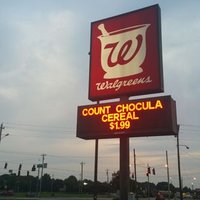 W
Walgreens
COUNT CHOCULA
CEREAL
$1.99